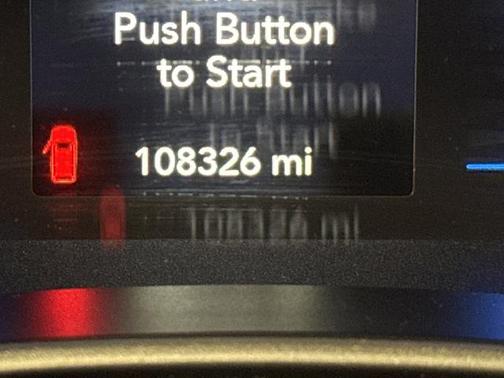 Push Button
to Start
108326 mi